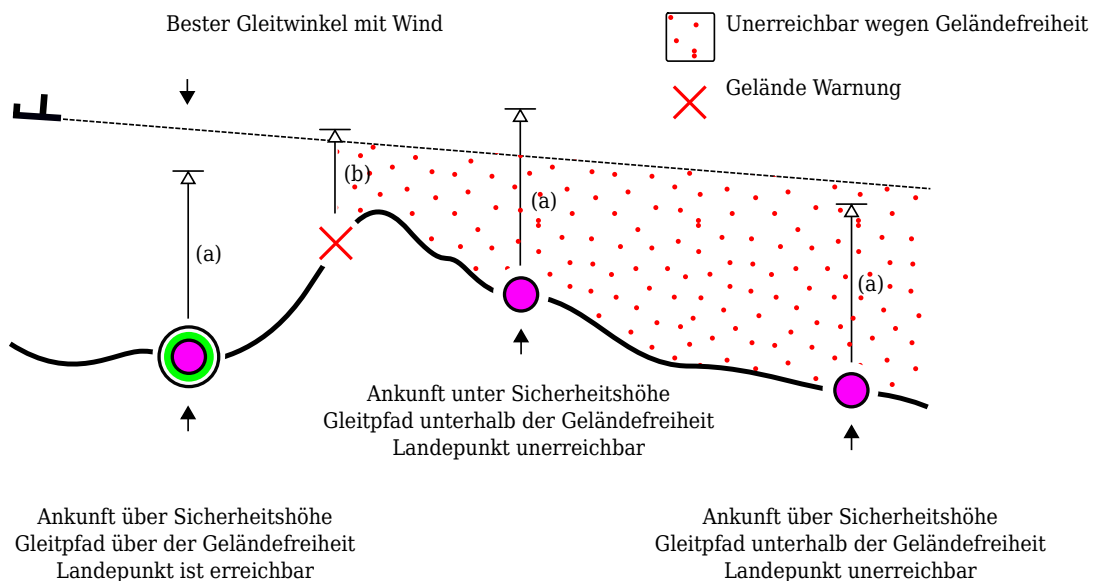 Bester Gleitwinkel mit Wind
Unerreichbar wegen Geländefreiheit
Gelände Warnung
(b)
(a)
(a)
(a)
Ankunft unter Sicherheitshöhe
Gleitpfad unterhalb der Geländefreiheit
Landepunkt unerreichbar
Ankunft über Sicherheitshöhe
Gleitpfad über der Geländefreiheit
Landepunkt ist erreichbar
Ankunft über Sicherheitshöhe
Gleitpfad unterhalb der Geländefreiheit
Landepunkt unerreichbar